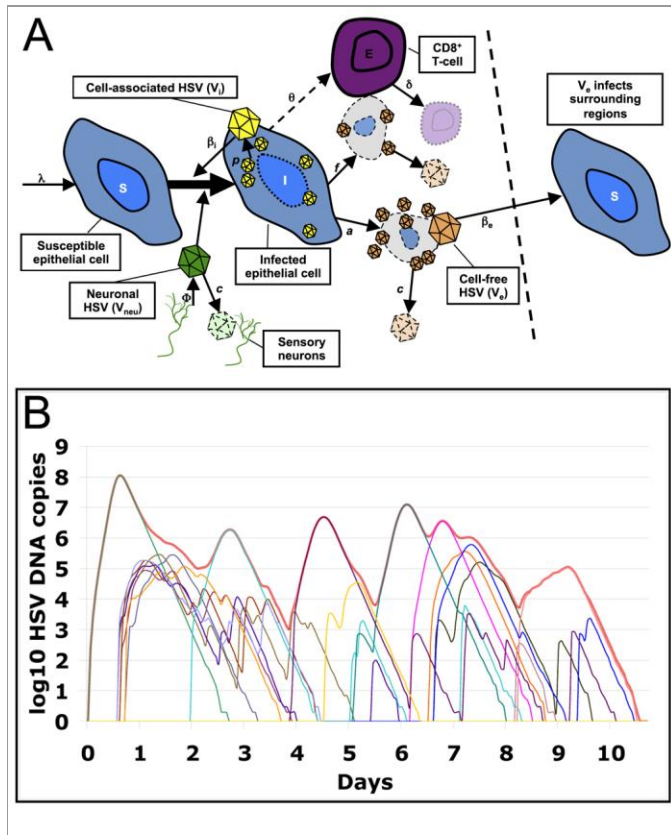 A
CD8+
T-cell
E
Cell-associated HSV (Vi)
θ
δ
Ve infects
surrounding
regions
βi
p
λ
S
I
f
S
a
βe
Susceptible
epithelial cell
Infected
epithelial cell
Neuronal
HSV (Vneu)
Φ
c
c
Cell-free
HSV (Ve)
Sensory
neurons
B
log10 HSV DNA copies
9
8
7
6
5
4
3
2
1
0
0 1 2 3 4 5 6 7 8 9 10
Days